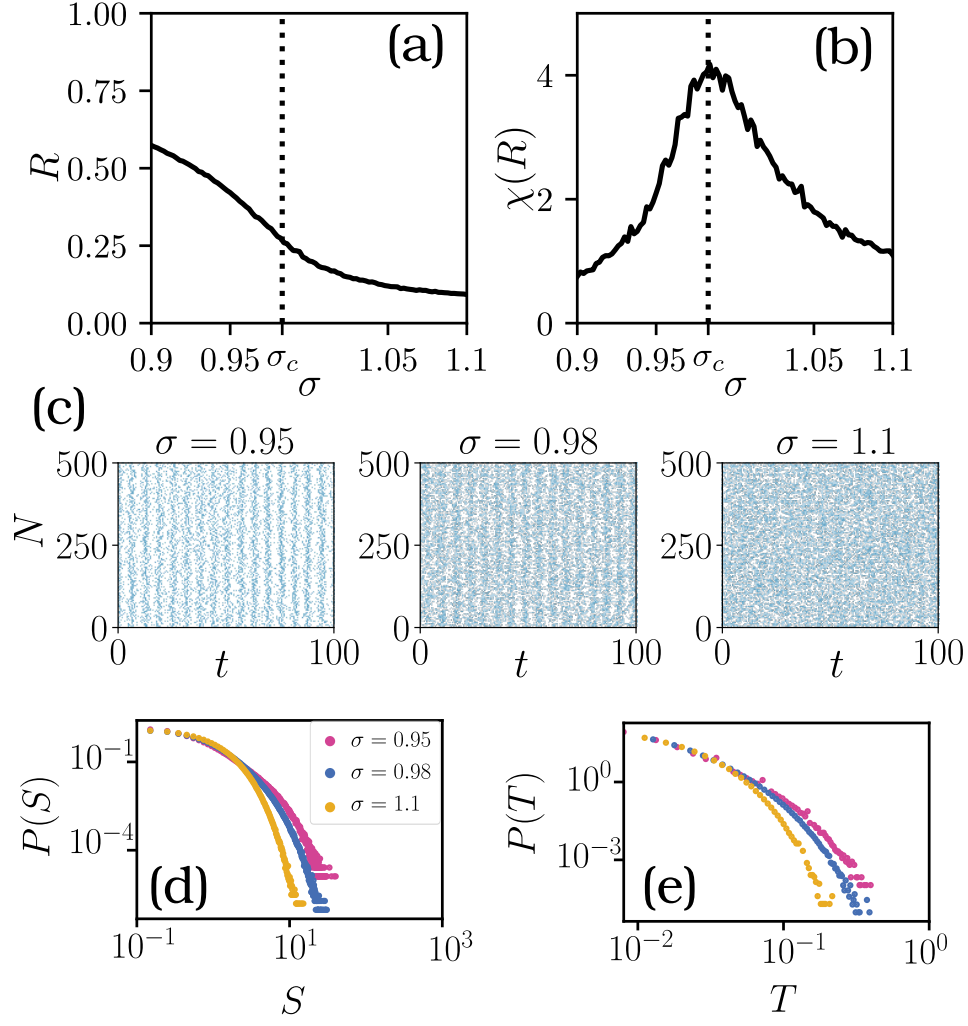 (a)
1.00
0.75
0.50
0.25
0.00
R
0.9
0.95
σc
1.05
1.1
σ
(b)
4
2
0
χ(R)
0.9
0.95
σc
1.05
1.1
σ
(c)
σ = 0.95
500
250
0
N
0
100
t
σ = 0.98
500
250
0
0
100
t
σ = 1.1
500
250
0
0
100
t
(d)
σ = 0.95
σ = 0.98
σ = 1.1
10⁻¹
10⁻⁴
P(S)
10⁻¹
10¹
10³
S
(e)
10⁰
10⁻³
P(T)
10⁻²
10⁻¹
10⁰
T